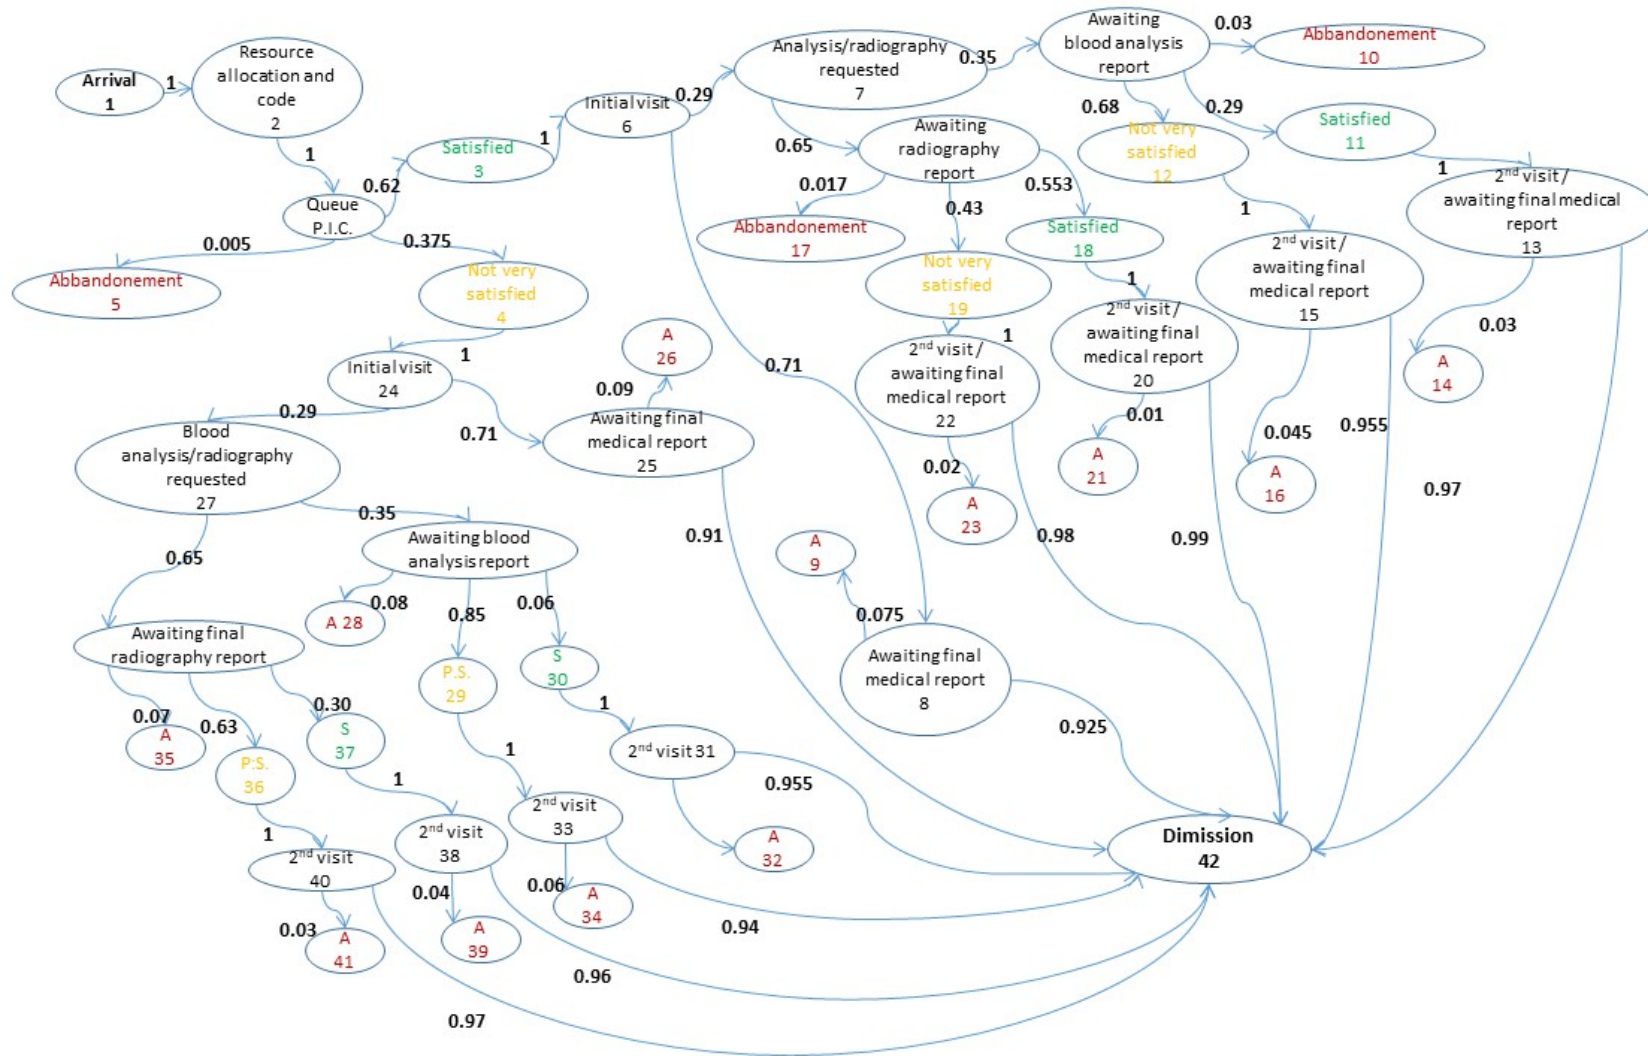 Arrival
1
1
Resource
allocation and
code
2
1
Queue
P.I.C.
0.62
0.005
0.375
Abbandonement
5
Satisfied
3
1
Not very
satisfied
4
1
Initial visit
6
0.29
0.71
Analysis/radiography
requested
7
0.35
0.65
Awaiting
blood analysis
report
0.03
Abbandonement
10
0.68
0.29
Not very
satisfied
12
Satisfied
11
1
1
2nd visit /
awaiting final medical
report
13
0.03
A
14
0.97
2nd visit /
awaiting final
medical report
15
0.045
A
16
0.955
Awaiting
radiography
report
0.017
0.43
0.553
Abbandonement
17
Not very
satisfied
19
Satisfied
18
1
1
2nd visit /
awaiting final
medical report
20
0.01
A
21
0.99
2nd visit /
awaiting final
medical report
22
0.02
A
23
0.98
Initial visit
24
0.29
0.71
Awaiting final
medical report
25
0.09
A
26
0.91
A
9
0.075
Awaiting final
medical report
8
0.925
Blood
analysis/radiography
requested
27
0.35
0.65
Awaiting blood
analysis report
0.08
0.85
0.06
A 28
P.S.
29
S
30
1
1
2nd visit 31
0.955
A
32
2nd visit
33
0.06
A
34
0.94
Awaiting final
radiography report
0.07
0.63
0.30
A
35
P.S.
36
S
37
1
1
2nd visit
38
0.04
A
39
0.96
2nd visit
40
0.03
A
41
0.97
Dimission
42